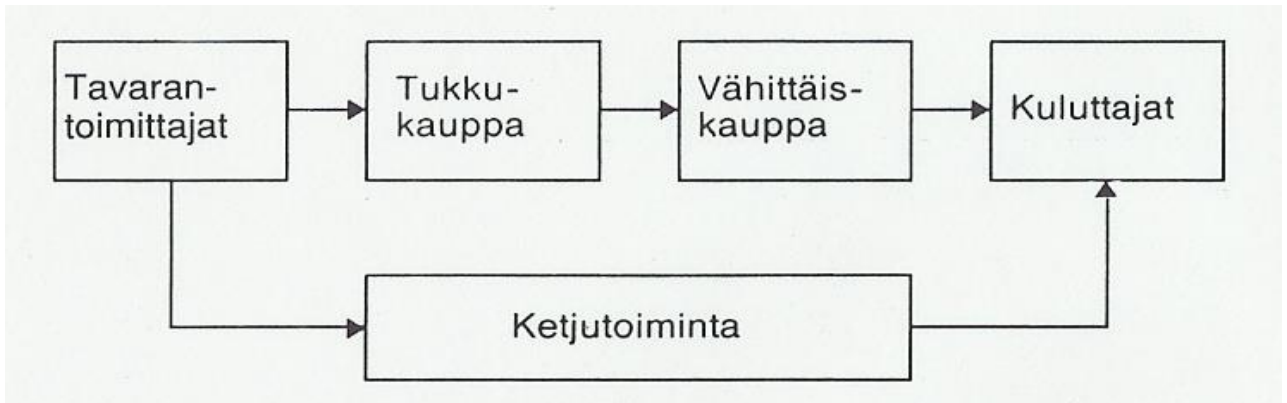 Tavaran-
toimittajat
Tukku-
kauppa
Vähittäis-
kauppa
Kuluttajat
Ketjutoiminta